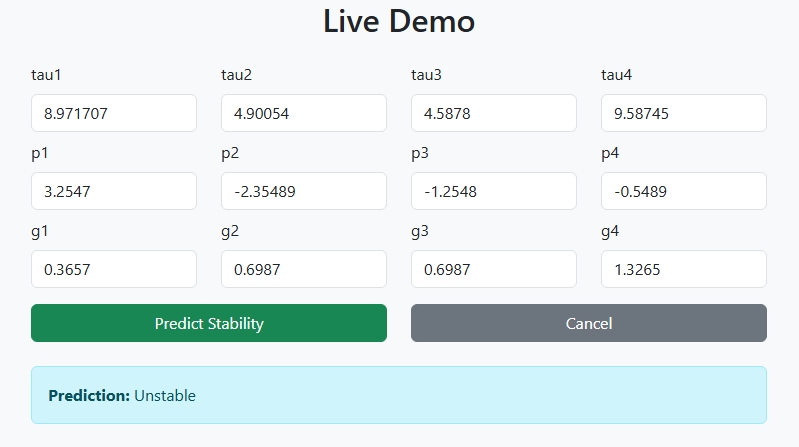 Live Demo
tau1 tau2 tau3 tau4
8.971707 4.90054 4.5878 9.58745
p1 p2 p3 p4
3.2547 -2.35489 -1.2548 -0.5489
g1 g2 g3 g4
0.3657 0.6987 0.6987 1.3265
Predict Stability Cancel
Prediction: Unstable